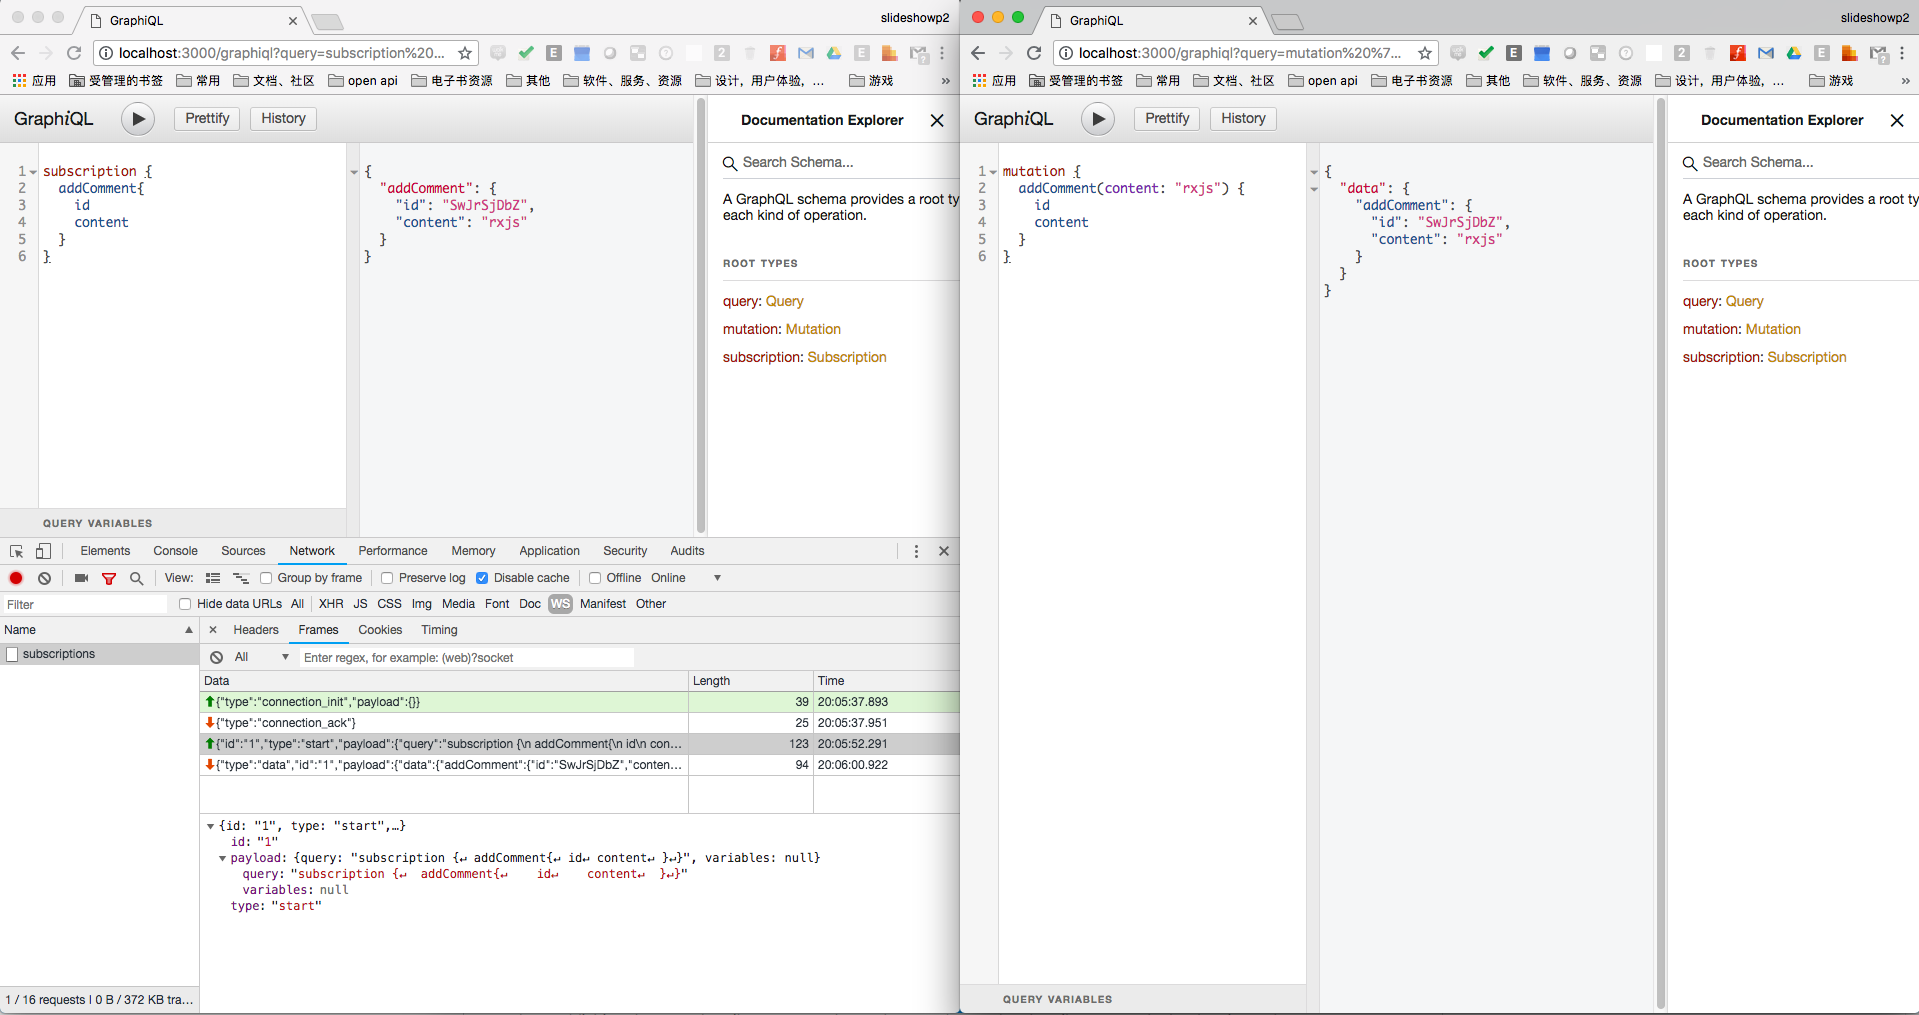 GraphiQL
slideshowp2
localhost:3000/graphiql?query=subscription%20...
应用 受管理的书签 常用 文档、社区 open api 电子书资源 其他 软件、服务、资源 设计，用户体验，... 游戏 »
GraphiQL Prettify History
1 subscription {
2 addComment{
3 id
4 content
5 }
6 }
QUERY VARIABLES
{
"addComment": {
"id": "SwJrSjDbZ",
"content": "rxjs"
}
}
Documentation Explorer
Search Schema...
A GraphQL schema provides a root ty
each kind of operation.
ROOT TYPES
query: Query
mutation: Mutation
subscription: Subscription
Elements Console Sources Network Performance Memory Application Security Audits
View: Group by frame Preserve log Disable cache Offline Online
Filter Hide data URLs All XHR JS CSS Img Media Font Doc WS Manifest Other
Name
subscriptions
Headers Frames Cookies Timing
All Enter regex, for example: (web)?socket
Data Length Time
{"type":"connection_init","payload":{}} 39 20:05:37.893
{"type":"connection_ack"} 25 20:05:37.951
{"id":"1","type":"start","payload":{"query":"subscription {\n addComment{\n id\n con... 123 20:05:52.291
{"type":"data","id":"1","payload":{"data":{"addComment":{"id":"SwJrSjDbZ","conten... 94 20:06:00.922
{id: "1", type: "start",…}
id: "1"
payload: {query: "subscription {↵ addComment{↵ id↵ content↵ }↵}", variables: null}
query: "subscription {↵ addComment{↵ id↵ content↵ }↵}"
variables: null
type: "start"
1 / 16 requests | 0 B / 372 KB tra...
GraphiQL
slideshowp2
localhost:3000/graphiql?query=mutation%20%7...
应用 受管理的书签 常用 文档、社区 open api 电子书资源 其他 软件、服务、资源 设计，用户体验，... 游戏 »
GraphiQL Prettify History
1 mutation {
2 addComment(content: "rxjs") {
3 id
4 content
5 }
6 }
QUERY VARIABLES
{
"data": {
"addComment": {
"id": "SwJrSjDbZ",
"content": "rxjs"
}
}
}
Documentation Explorer
Search Schema...
A GraphQL schema provides a root ty
each kind of operation.
ROOT TYPES
query: Query
mutation: Mutation
subscription: Subscription